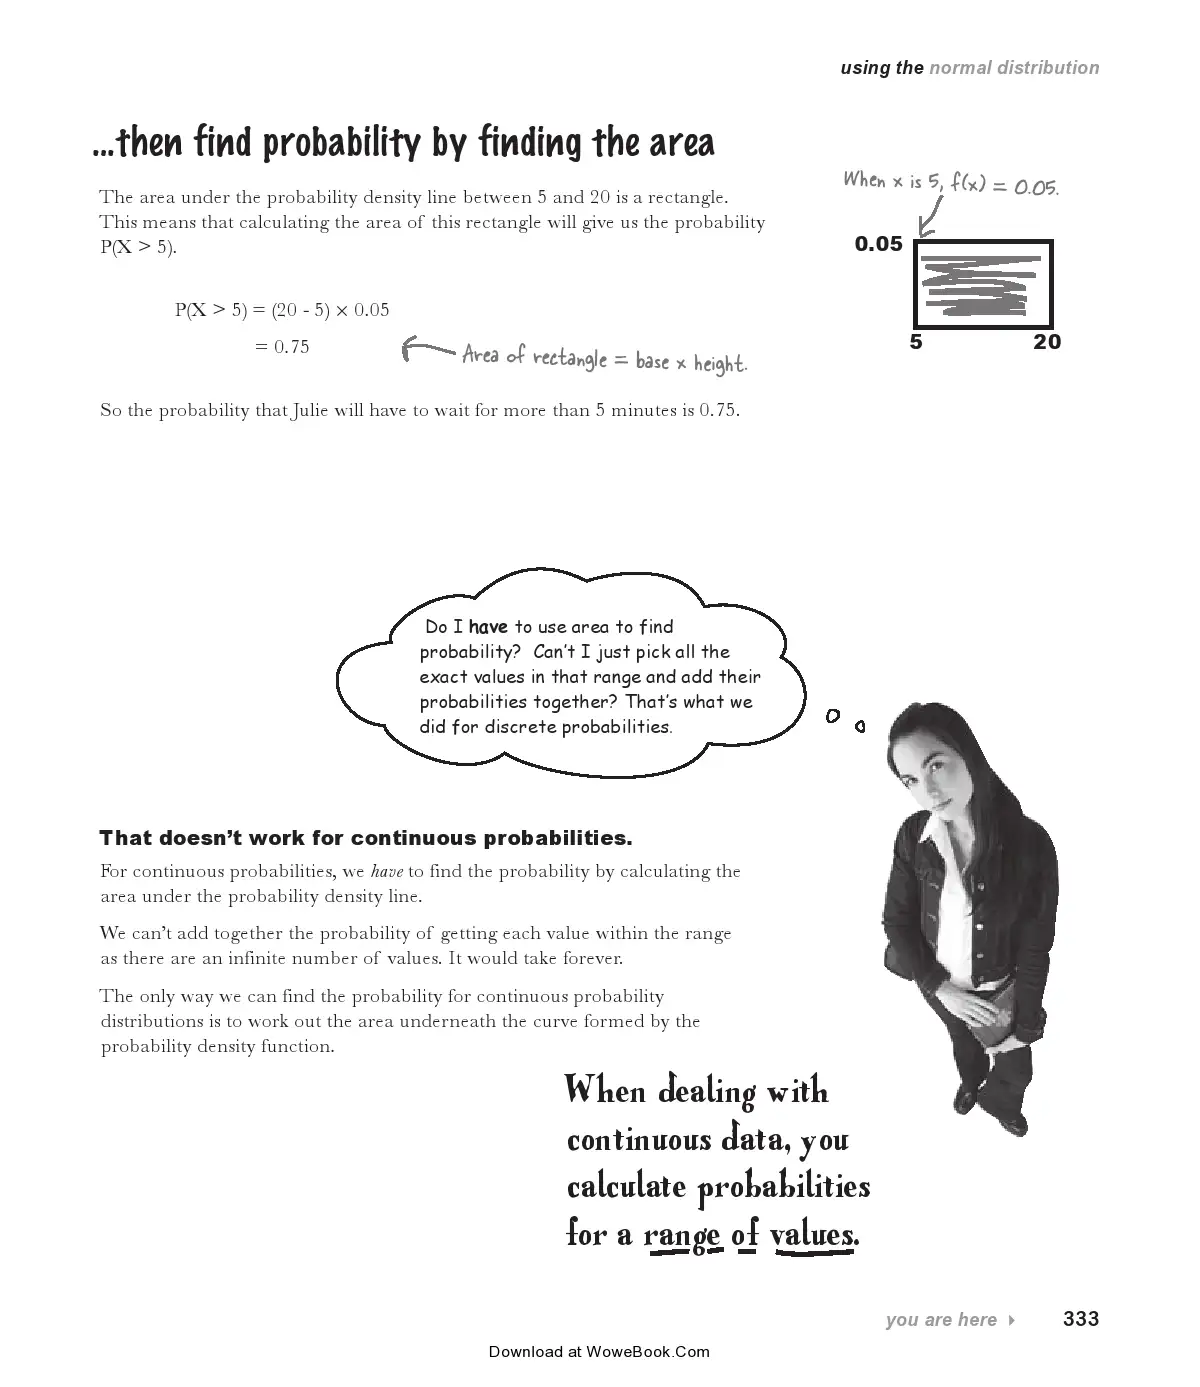 using the normal distribution
...then find probability by finding the area
The area under the probability density line between 5 and 20 is a rectangle.
This means that calculating the area of this rectangle will give us the probability
P(X > 5).
P(X > 5) = (20 - 5) × 0.05
= 0.75
Area of rectangle = base x height.
When x is 5, f(x) = 0.05.
0.05
5 20
So the probability that Julie will have to wait for more than 5 minutes is 0.75.
Do I have to use area to find
probability? Can't I just pick all the
exact values in that range and add their
probabilities together? That's what we
did for discrete probabilities.
That doesn't work for continuous probabilities.
For continuous probabilities, we have to find the probability by calculating the
area under the probability density line.
We can't add together the probability of getting each value within the range
as there are an infinite number of values. It would take forever.
The only way we can find the probability for continuous probability
distributions is to work out the area underneath the curve formed by the
probability density function.
When dealing with
continuous data, you
calculate probabilities
for a range of values.
you are here 333
Download at WoweBook.Com